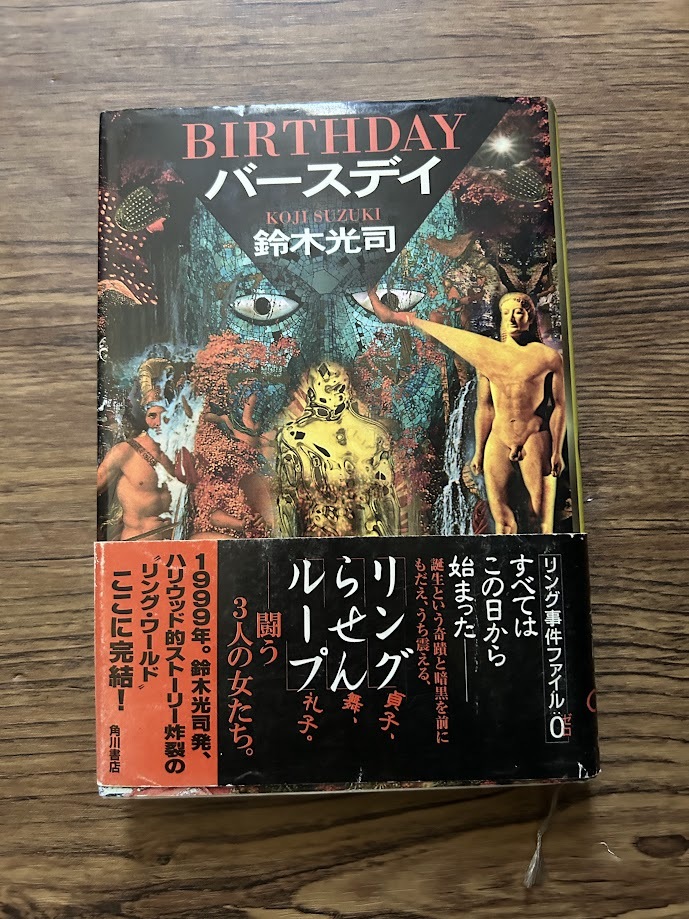 BIRTHDAY
バースデイ
KOJI SUZUKI
鈴木光司
リング事件ファイル:0
ゼロ
すべては
この日から
始まった――
誕生という奇蹟と暗黒を前に
もだえ、うち震える、
リング貞子、
らせん舞、
ループ礼子。
――闘う
3人の女たち。
1999年。鈴木光司発、
ハリウッド的ストーリー炸裂の
“リング・ワールド”
ここに完結!
角川書店